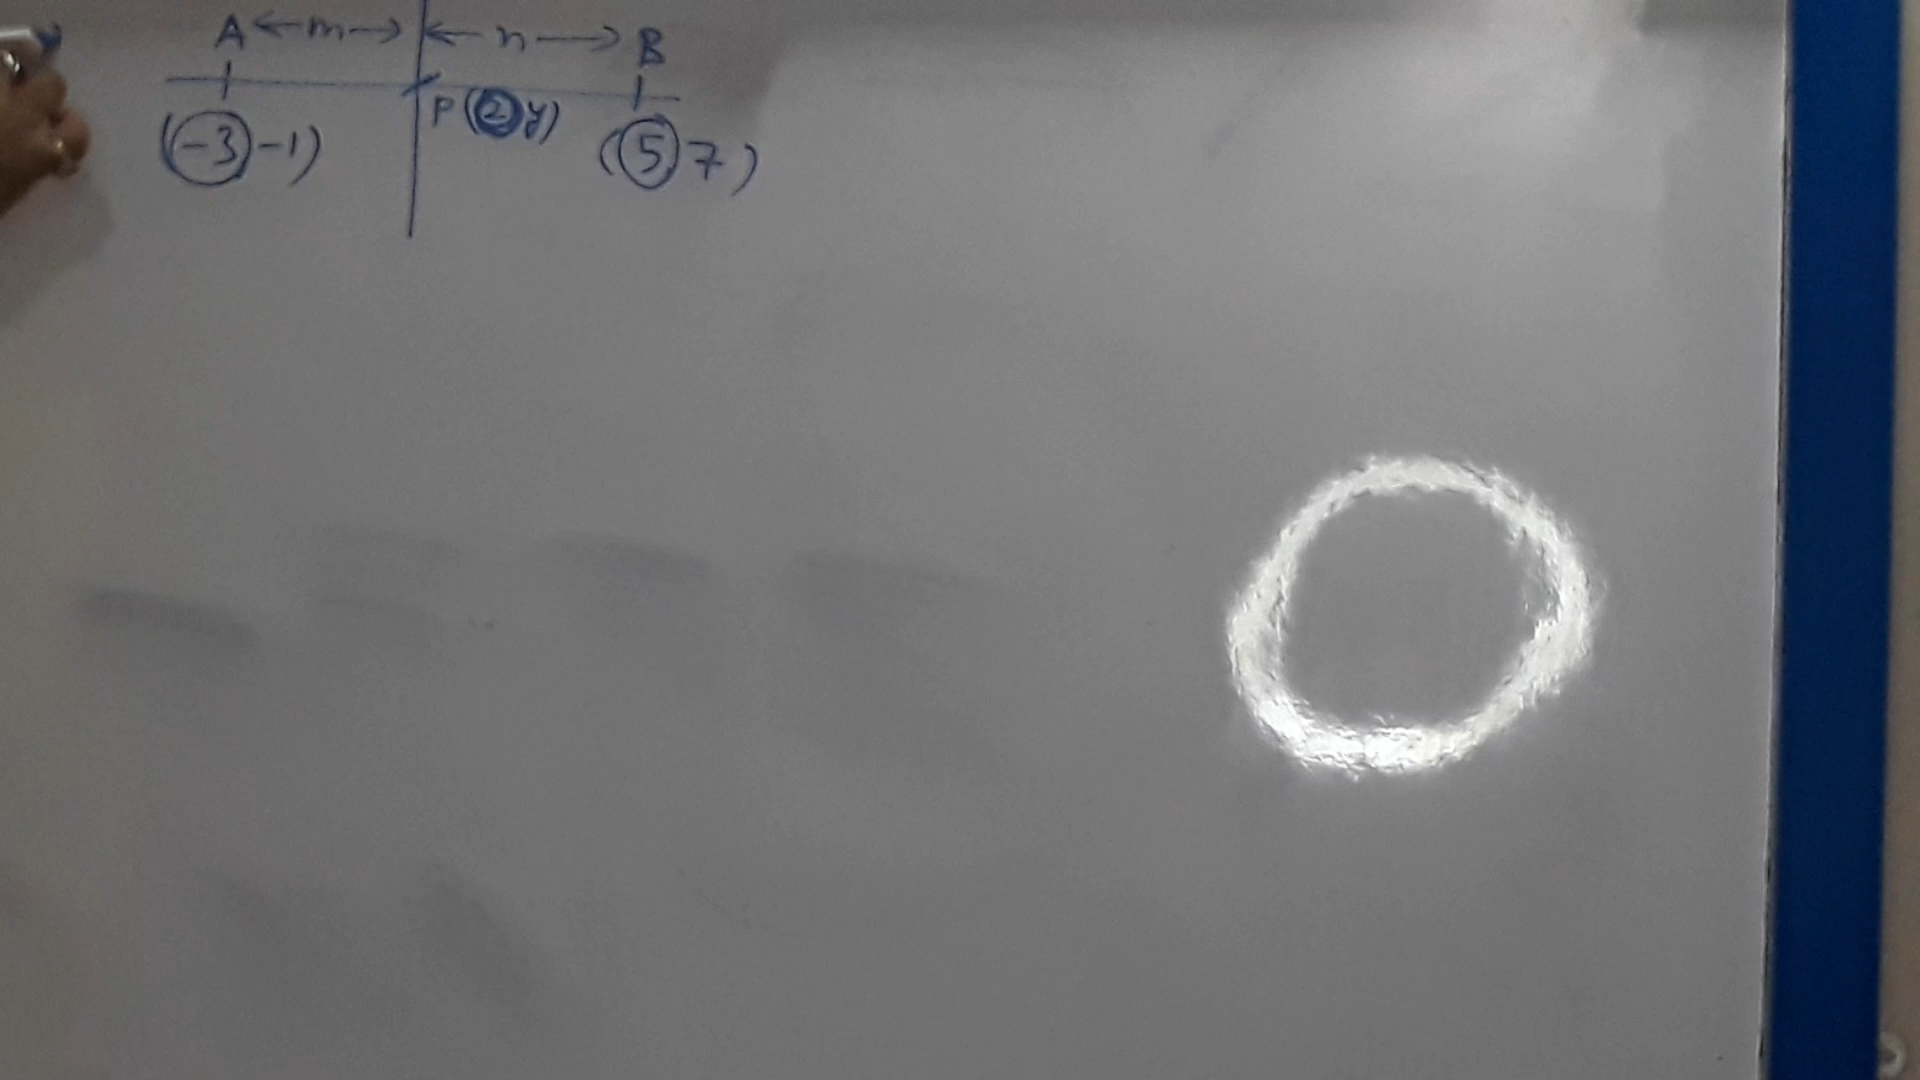 A ←m→ ←n→ B
P(2,y)
(-3,-1) (5,7)